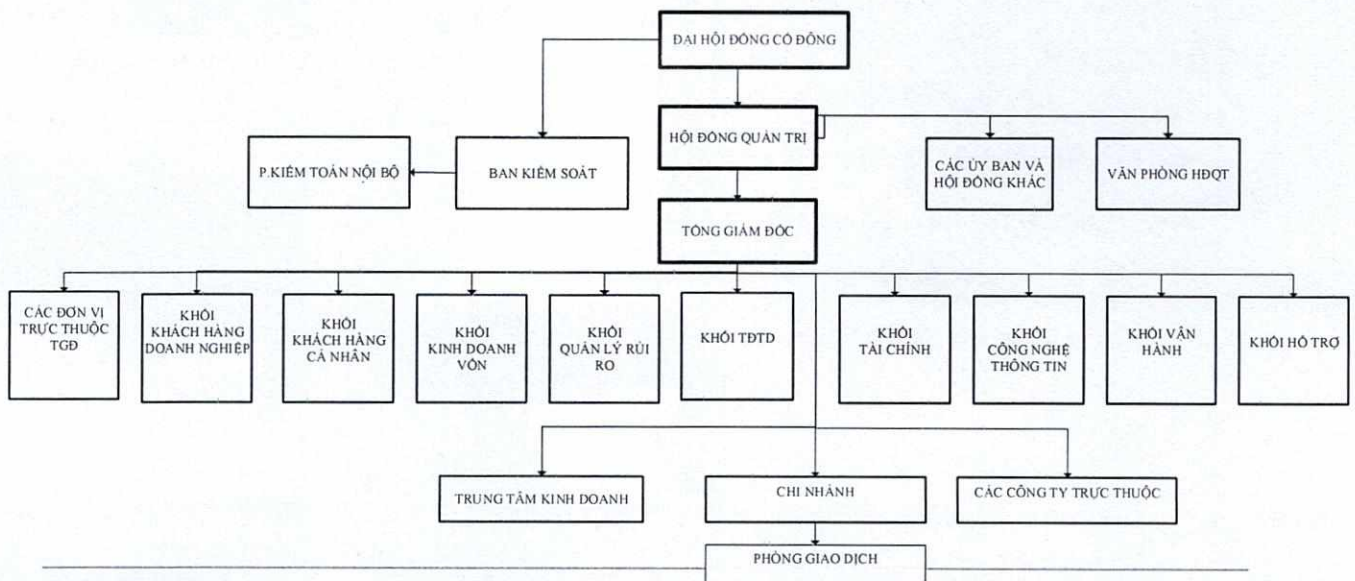 ĐẠI HỘI ĐỒNG CỔ ĐÔNG
HỘI ĐỒNG QUẢN TRỊ
P.KIỂM TOÁN NỘI BỘ
BAN KIỂM SOÁT
CÁC ỦY BAN VÀ
HỘI ĐỒNG KHÁC
VĂN PHÒNG HĐQT
TỔNG GIÁM ĐỐC
CÁC ĐƠN VỊ
TRỰC THUỘC
TGĐ
KHỐI
KHÁCH HÀNG
DOANH NGHIỆP
KHỐI
KHÁCH HÀNG
CÁ NHÂN
KHỐI
KINH DOANH
VỐN
KHỐI
QUẢN LÝ RỦI
RO
KHỐI TĐTD
KHỐI
TÀI CHÍNH
KHỐI
CÔNG NGHỆ
THÔNG TIN
KHỐI VẬN
HÀNH
KHỐI HỖ TRỢ
TRUNG TÂM KINH DOANH
CHI NHÁNH
CÁC CÔNG TY TRỰC THUỘC
PHÒNG GIAO DỊCH